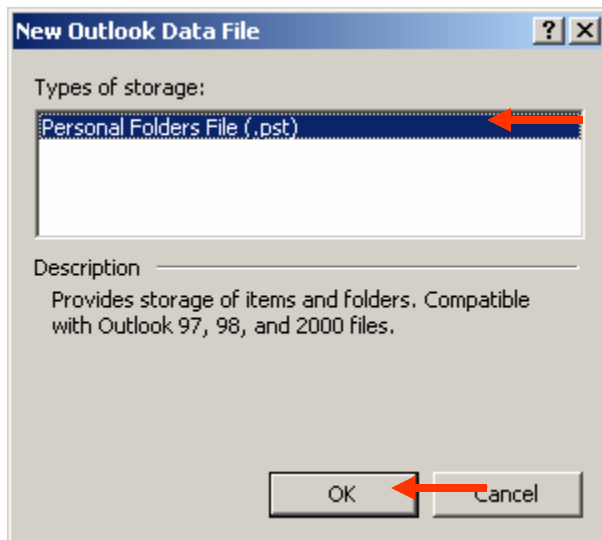 New Outlook Data File
Types of storage:
Personal Folders File (.pst)
Description
Provides storage of items and folders. Compatible
with Outlook 97, 98, and 2000 files.
OK Cancel